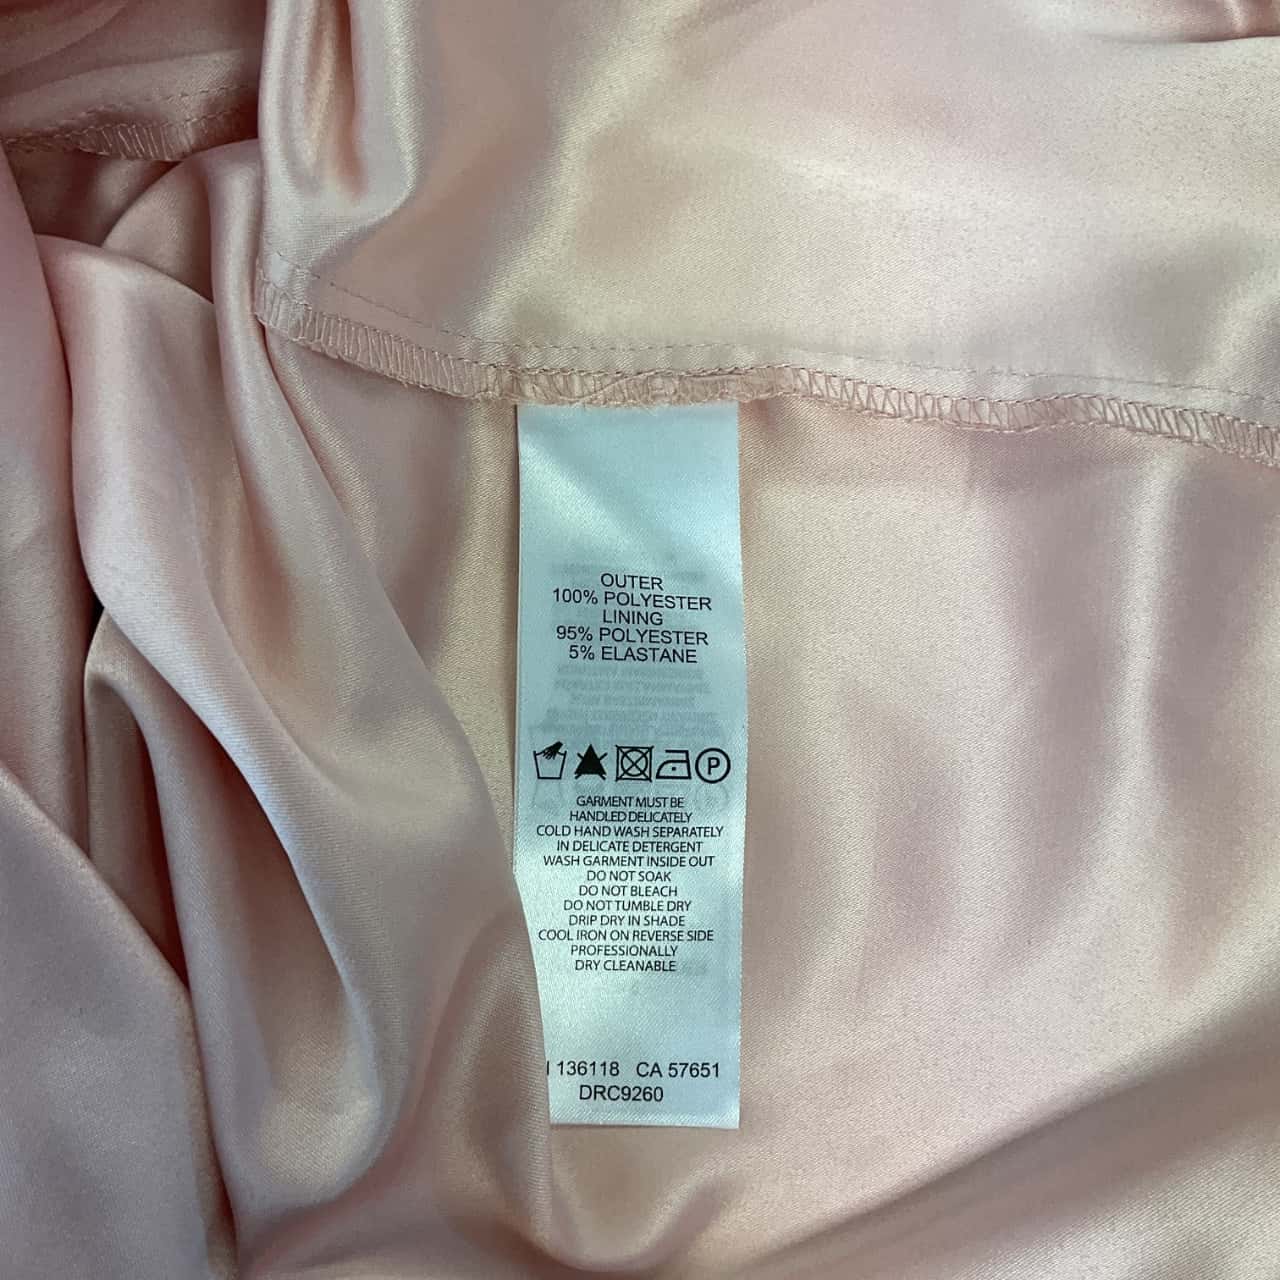 OUTER
100% POLYESTER
LINING
95% POLYESTER
5% ELASTANE
P
GARMENT MUST BE
HANDLED DELICATELY
COLD HAND WASH SEPARATELY
IN DELICATE DETERGENT
WASH GARMENT INSIDE OUT
DO NOT SOAK
DO NOT BLEACH
DO NOT TUMBLE DRY
DRIP DRY IN SHADE
COOL IRON ON REVERSE SIDE
PROFESSIONALLY
DRY CLEANABLE
136118 CA 57651
DRC9260